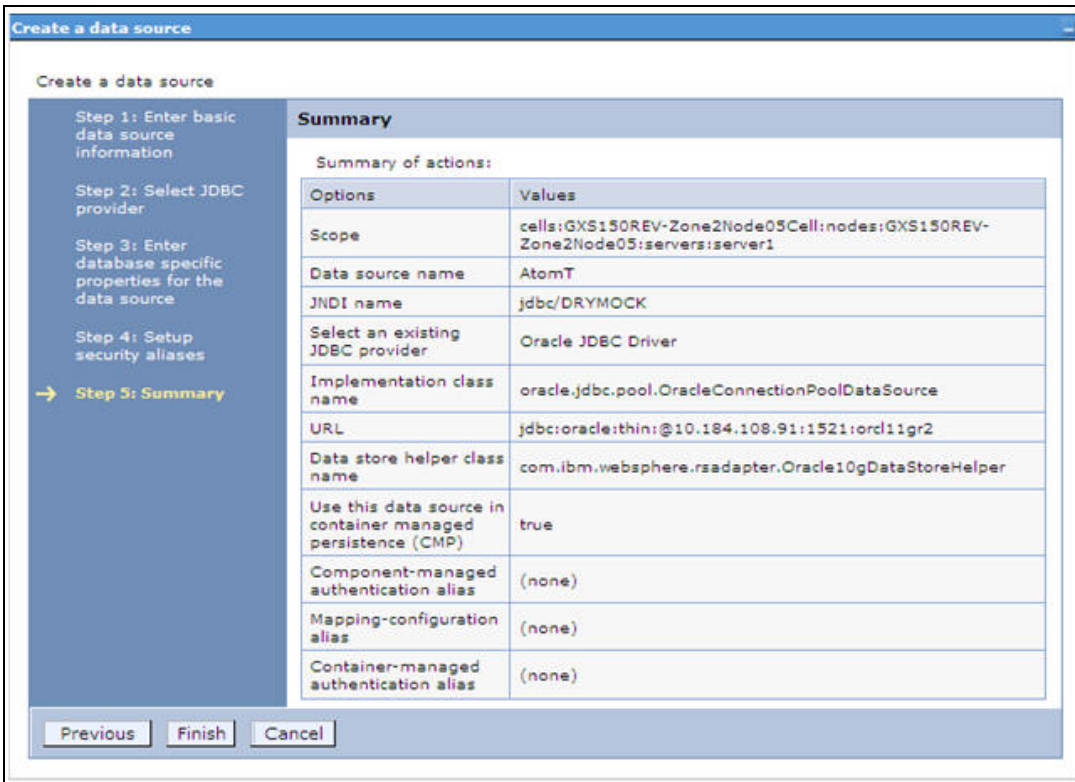 Create a data source
Create a data source
Step 1: Enter basic
data source
information
Step 2: Select JDBC
provider
Step 3: Enter
database specific
properties for the
data source
Step 4: Setup
security aliases
Step 5: Summary
Summary
Summary of actions:
Options Values
Scope
cells:GXS150REV-Zone2Node05Cell:nodes:GXS150REV-
Zone2Node05:servers:server1
Data source name AtomT
JNDI name jdbc/DRYMOCK
Select an existing
JDBC provider
Oracle JDBC Driver
Implementation class
name
oracle.jdbc.pool.OracleConnectionPoolDataSource
URL jdbc:oracle:thin:@10.184.108.91:1521:orcl11gr2
Data store helper class
name
com.ibm.websphere.rsadapter.Oracle10gDataStoreHelper
Use this data source in
container managed
persistence (CMP)
true
Component-managed
authentication alias
(none)
Mapping-configuration
alias
(none)
Container-managed
authentication alias
(none)
Previous Finish Cancel